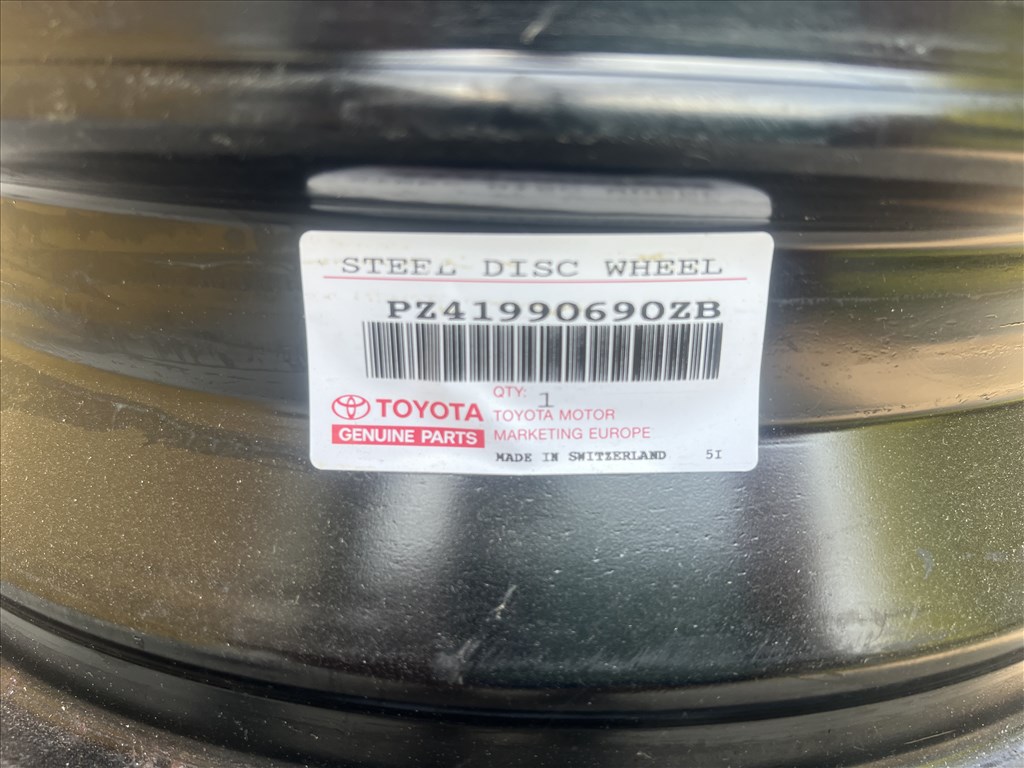 STEEL DISC WHEEL
PZ41990690ZB
QTY: 1
TOYOTA
TOYOTA MOTOR
GENUINE PARTS
MARKETING EUROPE
MADE IN SWITZERLAND 5I